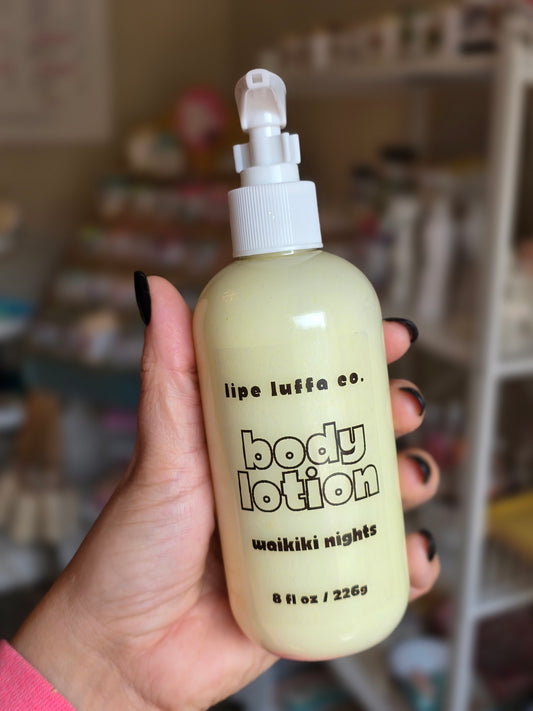 lipe luffa co.
body
lotion
waikiki nights
8 fl oz / 226g